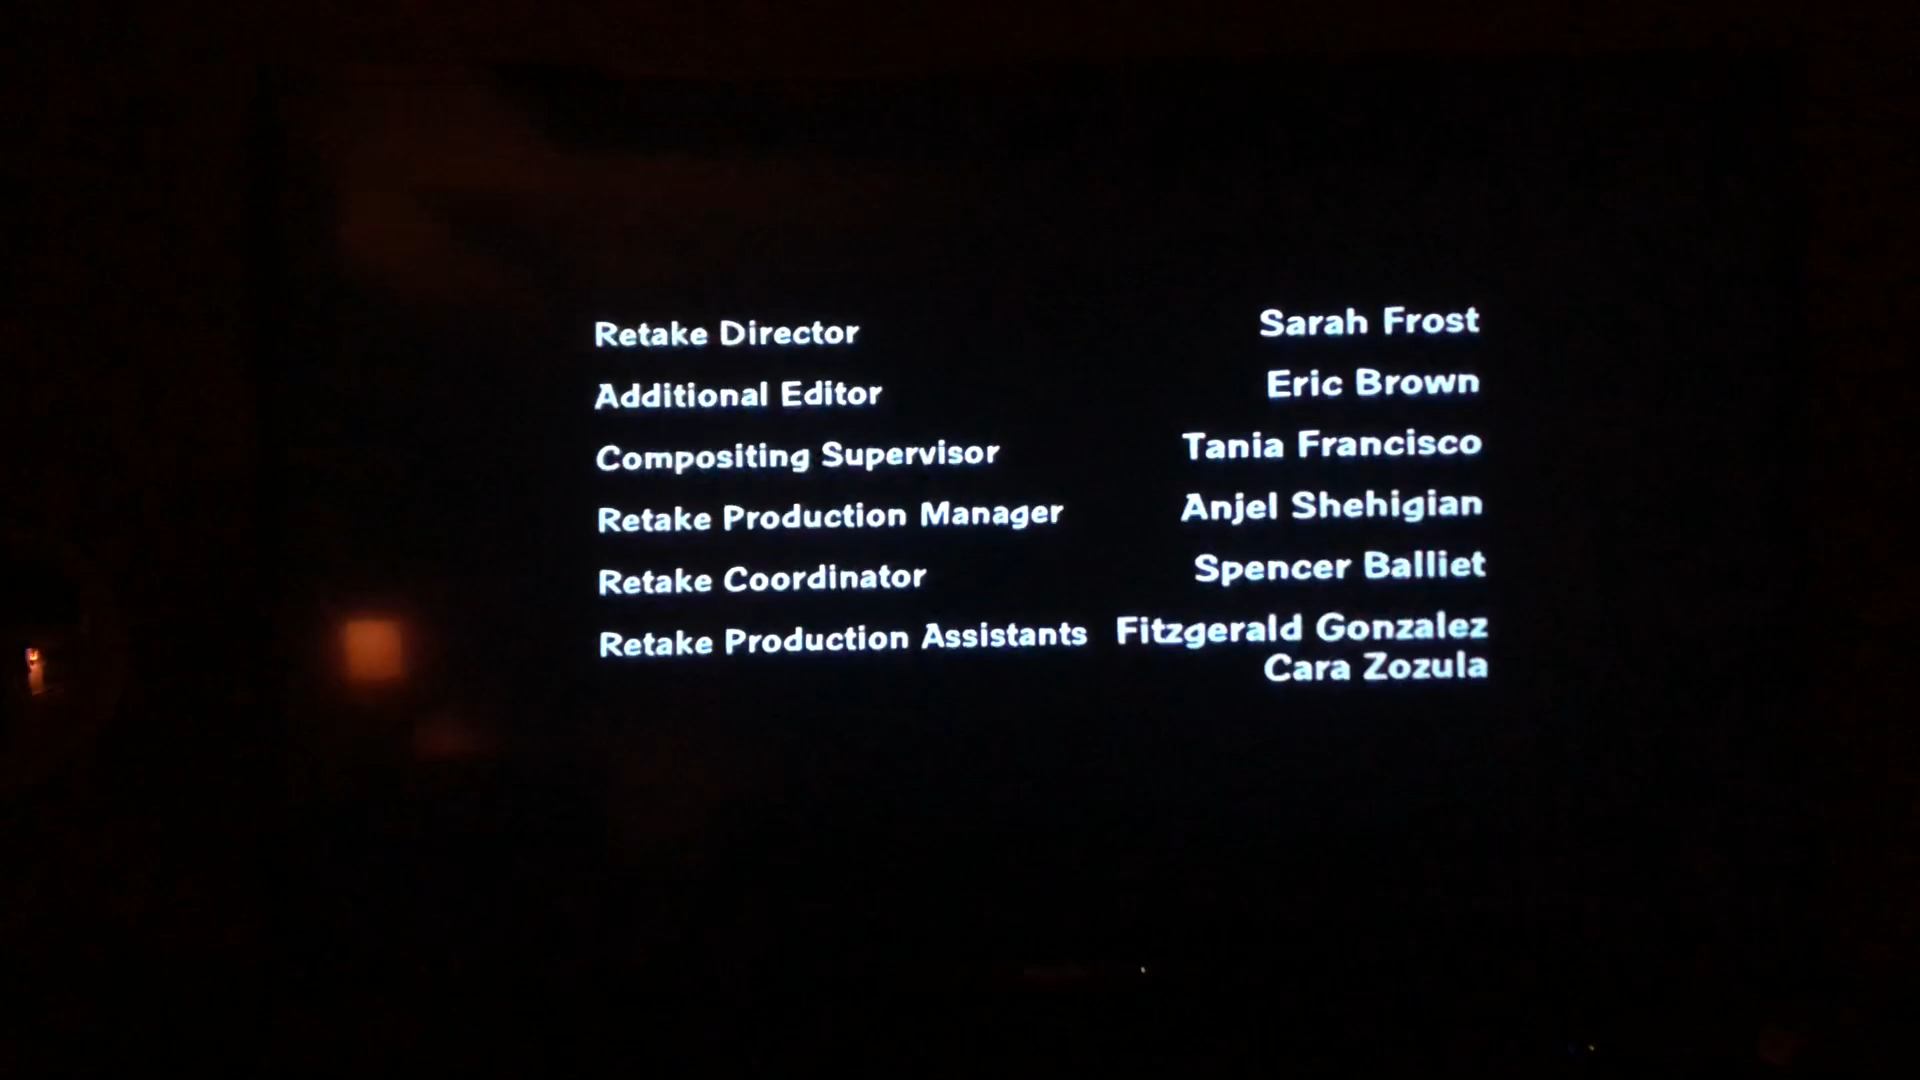 Retake Director Sarah Frost
Additional Editor Eric Brown
Compositing Supervisor Tania Francisco
Retake Production Manager Anjel Shehigian
Retake Coordinator Spencer Balliet
Retake Production Assistants Fitzgerald Gonzalez
Cara Zozula